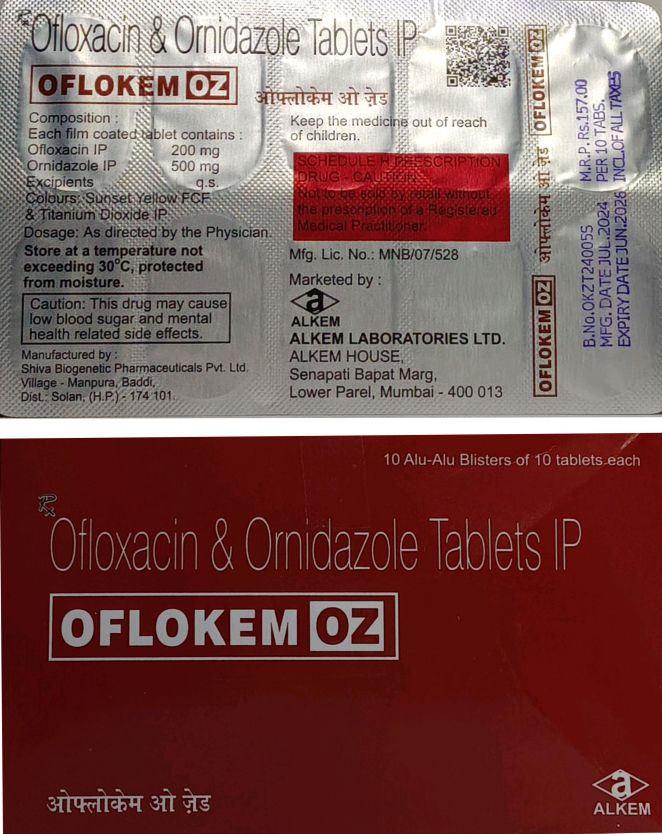 Rx
Ofloxacin & Ornidazole Tablets IP
OFLOKEM OZ
ओफ्लोकेम ओ ज़ेड
Composition :
Each film coated tablet contains :
Ofloxacin IP 200 mg
Ornidazole IP 500 mg
Excipients q.s.
Colours: Sunset Yellow FCF
& Titanium Dioxide IP
Dosage: As directed by the Physician.
Store at a temperature not
exceeding 30°C, protected
from moisture.
Caution: This drug may cause
low blood sugar and mental
health related side effects.
Manufactured by :
Shiva Biogenetic Pharmaceuticals Pvt. Ltd.
Village - Manpura, Baddi,
Dist.: Solan, (H.P.) - 174 101.
Keep the medicine out of reach
of children.
SCHEDULE H PRESCRIPTION
DRUG - CAUTION
Not to be sold by retail without
the prescription of a Registered
Medical Practitioner.
Mfg. Lic. No.: MNB/07/528
Marketed by :
a
ALKEM
ALKEM LABORATORIES LTD.
ALKEM HOUSE,
Senapati Bapat Marg,
Lower Parel, Mumbai - 400 013
OFLOKEM OZ ओफ्लोकेम ओ ज़ेड OFLOKEM OZ
B.No.OKZT24005S M.R.P. Rs.157.00
MFG. DATE JUL.2024 PER 10 TABS.
EXPIRY DATE JUN.2026 INCL.OF ALL TAXES
10 Alu-Alu Blisters of 10 tablets each
Rx
Ofloxacin & Ornidazole Tablets IP
OFLOKEM OZ
ओफ्लोकेम ओ ज़ेड
a
ALKEM